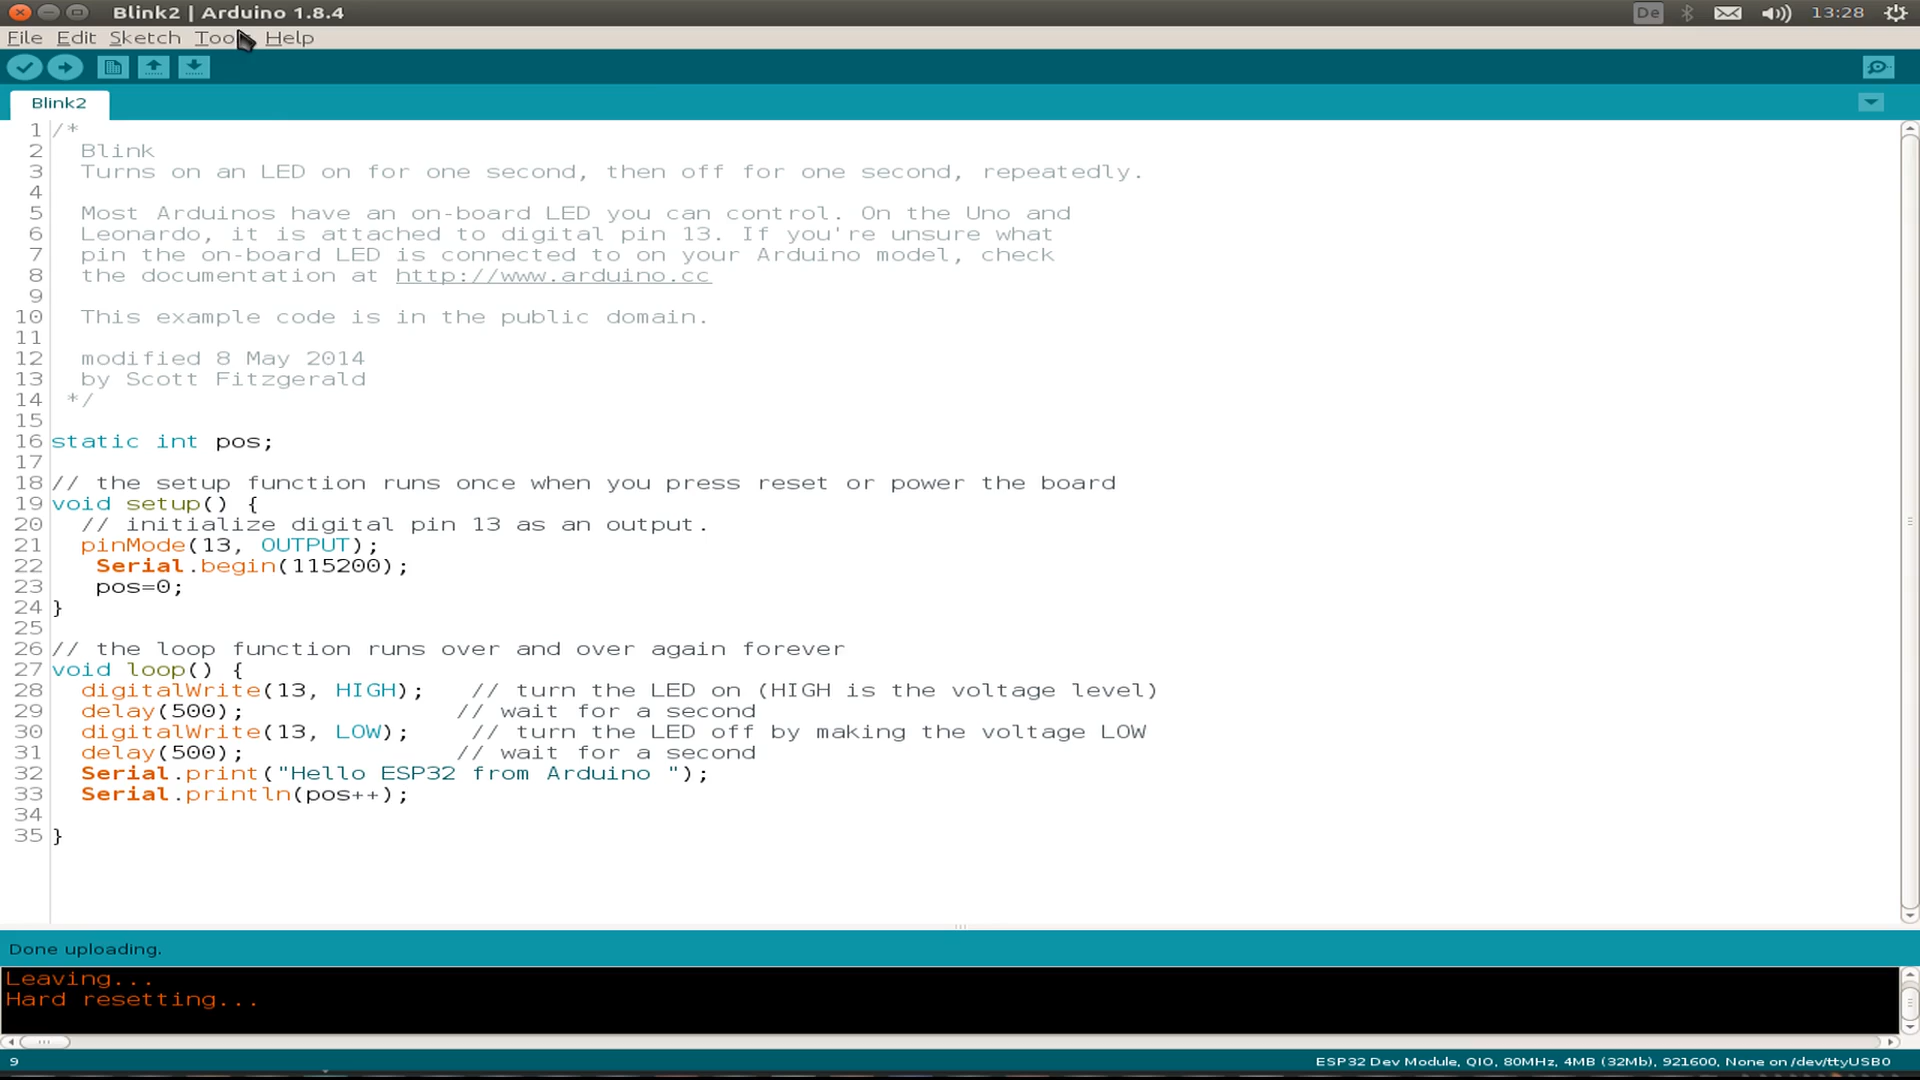 Blink2 | Arduino 1.8.4
De
13:28
File Edit Sketch Tools Help
Blink2
1 /*
2 Blink
3 Turns on an LED on for one second, then off for one second, repeatedly.
4
5 Most Arduinos have an on-board LED you can control. On the Uno and
6 Leonardo, it is attached to digital pin 13. If you're unsure what
7 pin the on-board LED is connected to on your Arduino model, check
8 the documentation at http://www.arduino.cc
9
10 This example code is in the public domain.
11
12 modified 8 May 2014
13 by Scott Fitzgerald
14 */
15
16 static int pos;
17
18 // the setup function runs once when you press reset or power the board
19 void setup() {
20 // initialize digital pin 13 as an output.
21 pinMode(13, OUTPUT);
22 Serial.begin(115200);
23 pos=0;
24 }
25
26 // the loop function runs over and over again forever
27 void loop() {
28 digitalWrite(13, HIGH); // turn the LED on (HIGH is the voltage level)
29 delay(500); // wait for a second
30 digitalWrite(13, LOW); // turn the LED off by making the voltage LOW
31 delay(500); // wait for a second
32 Serial.print("Hello ESP32 from Arduino ");
33 Serial.println(pos++);
34
35 }
Done uploading.
Leaving...
Hard resetting...
9
ESP32 Dev Module, QIO, 80MHz, 4MB (32Mb), 921600, None on /dev/ttyUSB0